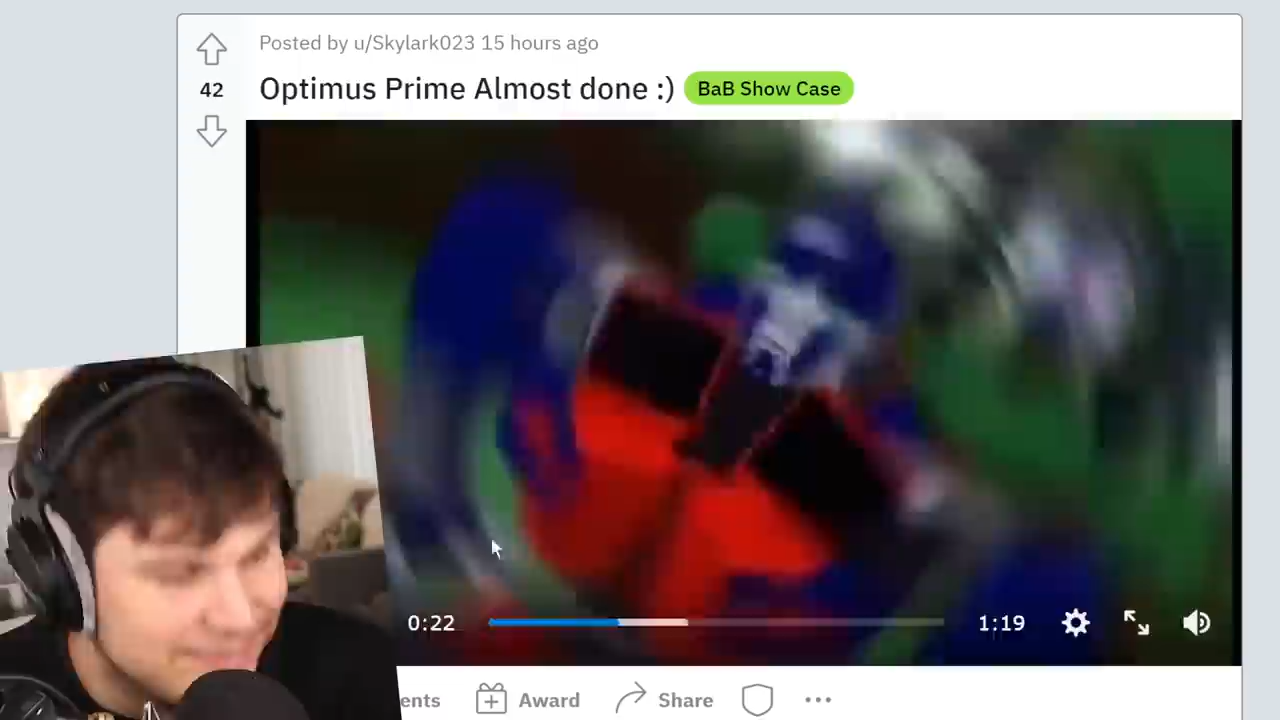 Posted by u/Skylark023 15 hours ago
42
Optimus Prime Almost done :)
BaB Show Case
0:22
1:19
ents
Award
Share